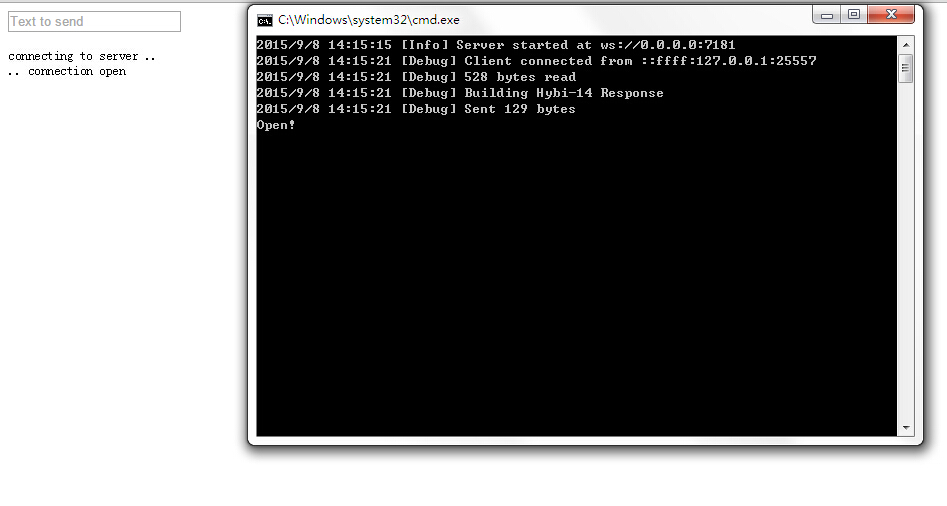 Text to send
connecting to server ..
.. connection open
C:\Windows\system32\cmd.exe
2015/9/8 14:15:15 [Info] Server started at ws://0.0.0.0:7181
2015/9/8 14:15:21 [Debug] Client connected from ::ffff:127.0.0.1:25557
2015/9/8 14:15:21 [Debug] 528 bytes read
2015/9/8 14:15:21 [Debug] Building Hybi-14 Response
2015/9/8 14:15:21 [Debug] Sent 129 bytes
Open!